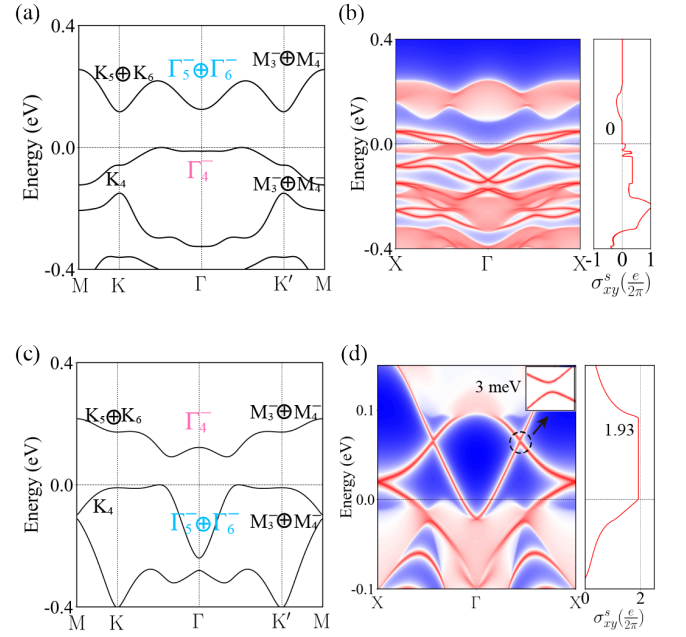 (a)
Energy (eV)
0.4
0.0
-0.4
K₅⊕K₆
Γ₅⁻⊕Γ₆⁻
M₃⁻⊕M₄⁻
Γ₄⁻
K₄
M₃⁻⊕M₄⁻
M K Γ K′ M
(b)
Energy (eV)
0.4
0.0
-0.4
X Γ X
0
-1 0 1
σˢₓᵧ(e/2π)
(c)
Energy (eV)
0.4
0.0
-0.4
K₅⊕K₆
Γ₄⁻
M₃⁻⊕M₄⁻
K₄
Γ₅⁻⊕Γ₆⁻
M₃⁻⊕M₄⁻
M K Γ K′ M
(d)
Energy (eV)
0.1
0.0
-0.1
3 meV
X Γ X
1.93
0 2
σˢₓᵧ(e/2π)